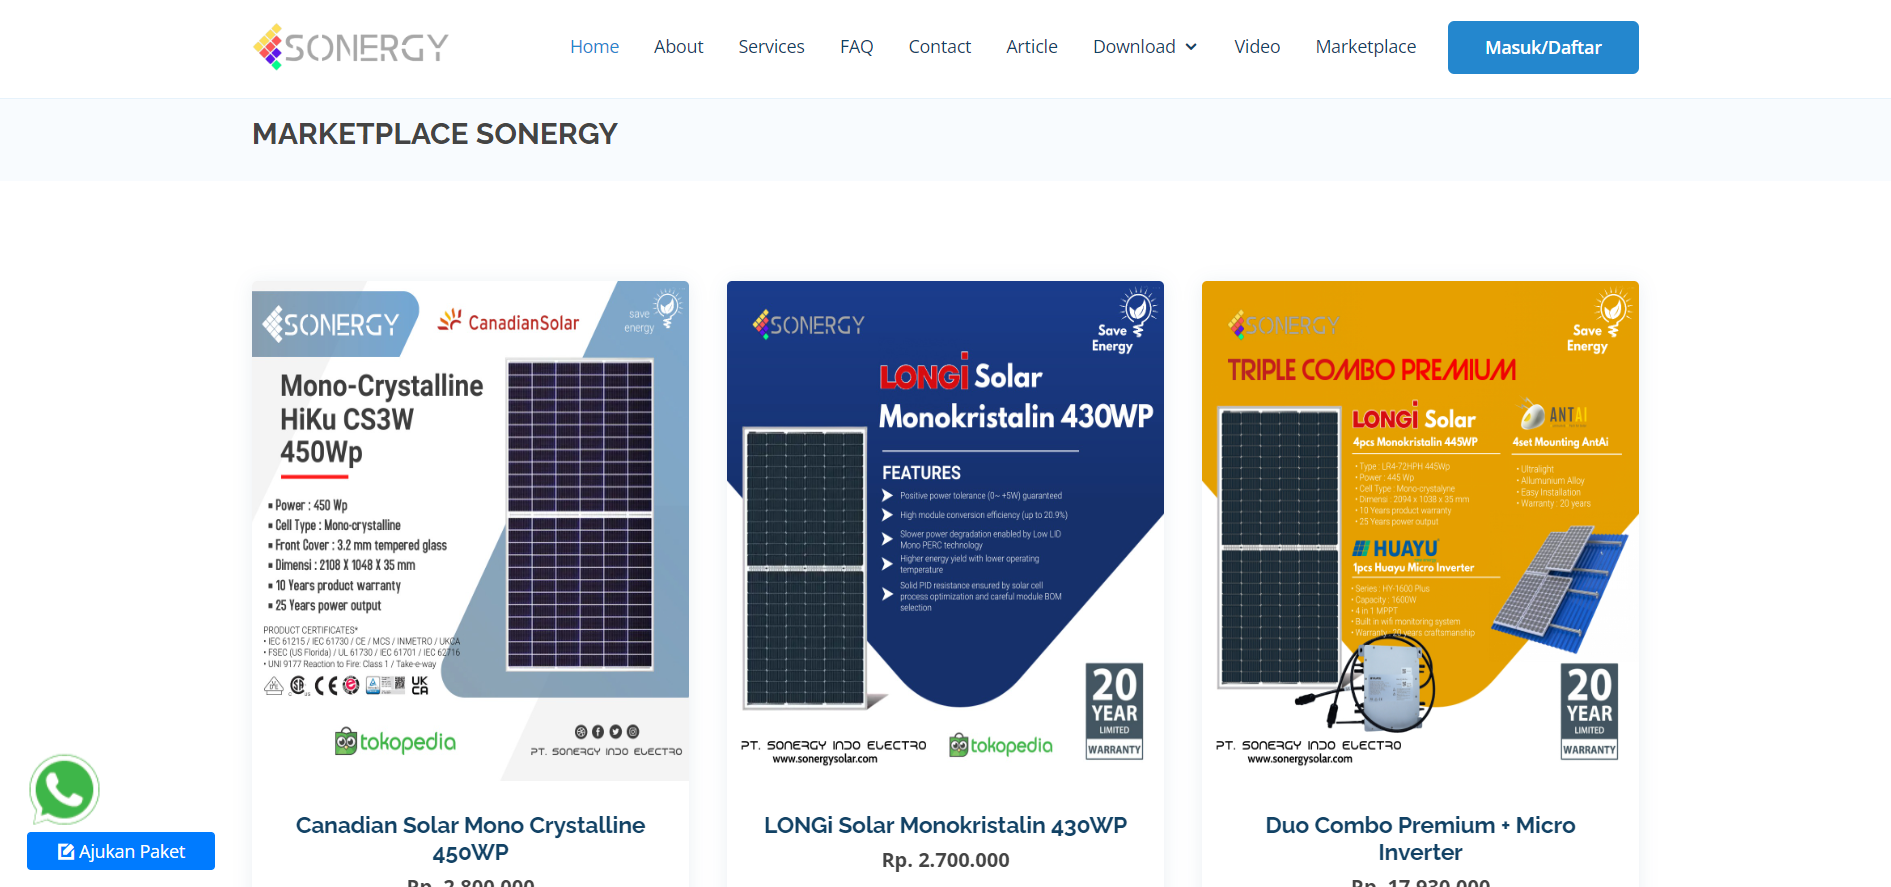 SONERGY
Home About Services FAQ Contact Article Download Video Marketplace Masuk/Daftar
MARKETPLACE SONERGY
SONERGY
CanadianSolar
save
energy
Mono-Crystalline
HiKu CS3W
450Wp
Power : 450 Wp
Cell Type : Mono-crystalline
Front Cover : 3.2 mm tempered glass
Dimensi : 2108 X 1048 X 35 mm
10 Years product warranty
25 Years power output
PRODUCT CERTIFICATES*
• IEC 61215 / IEC 61730 / CE / MCS / INMETRO / UKCA
• FSEC (US Florida) / UL 61730 / IEC 61701 / IEC 62716
• UNI 9177 Reaction to Fire: Class 1 / Take-e-way
UK
CA
tokopedia
PT. SONERGY INDO ELECTRO
Canadian Solar Mono Crystalline
450WP
Rp. 2.800.000
SONERGY
Save
Energy
LONGi Solar
Monokristalin 430WP
FEATURES
Positive power tolerance (0~ +5W) guaranteed
High module conversion efficiency (up to 20.9%)
Slower power degradation enabled by Low LID
Mono PERC technology
Higher energy yield with lower operating
temperature
Solid PID resistance ensured by solar cell
process optimization and careful module BOM
selection
20
YEAR
LIMITED
WARRANTY
PT. SONERGY INDO ELECTRO
www.sonergysolar.com
tokopedia
LONGi Solar Monokristalin 430WP
Rp. 2.700.000
SONERGY
Save
Energy
TRIPLE COMBO PREMIUM
LONGi Solar
4pcs Monokristalin 445WP
• Type : LR4-72HPH 445Wp
• Power : 445 Wp
• Cell Type : Mono-crystalyne
• Dimensi : 2094 x 1038 x 35 mm
• 10 Years product warranty
• 25 Years power output
ANTAI
4set Mounting AntAi
• Ultralight
• Allumunium Alloy
• Easy Installation
• Warranty : 20 years
HUAYU
1pcs Huayu Micro Inverter
• Series : HY-1600 Plus
• Capacity : 1600W
• 4 in 1 MPPT
• Built in wifi monitoring system
• Warranty : 20 years craftsmanship
20
YEAR
LIMITED
WARRANTY
PT. SONERGY INDO ELECTRO
www.sonergysolar.com
Duo Combo Premium + Micro
Inverter
Rp. 17.930.000
Ajukan Paket